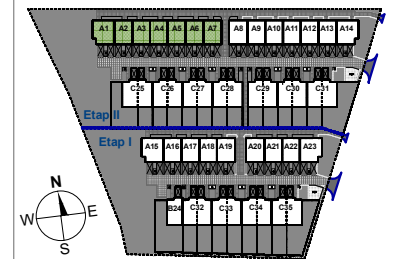 A1 A2 A3 A4 A5 A6 A7 A8 A9 A10 A11 A12 A13 A14
C25 C26 C27 C28 C29 C30 C31
Etap II
Etap I
A15 A16 A17 A18 A19 A20 A21 A22 A23
B24 C32 C33 C34 C35
N
W E
S